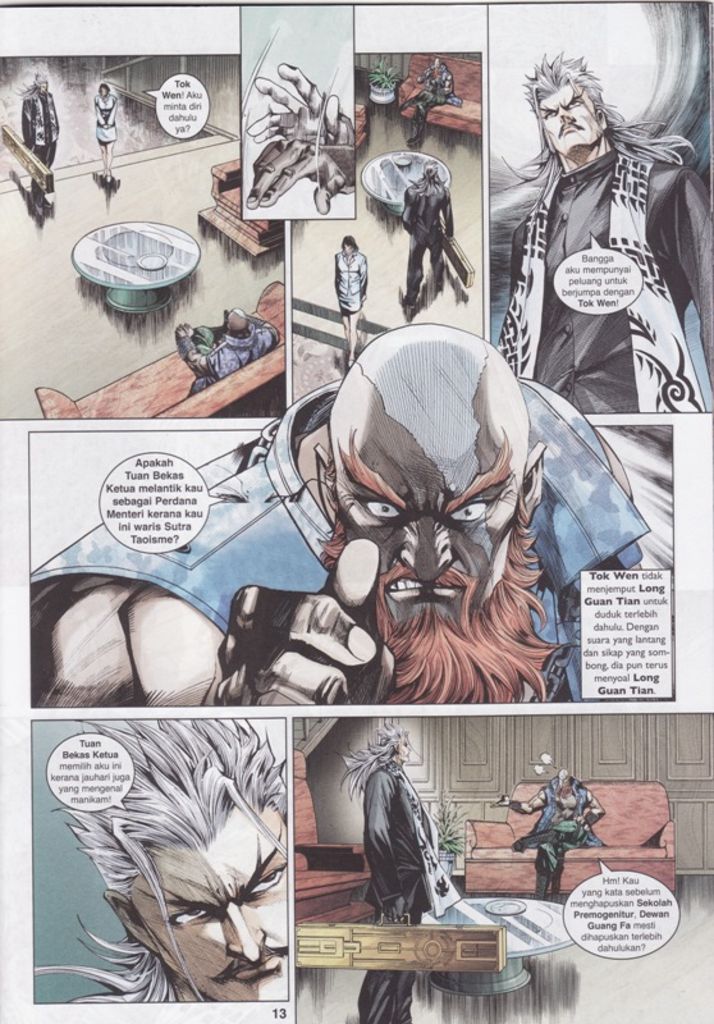 Tok
Wen! Aku
minta diri
dahulu
ya?
Bangga
aku mempunyai
peluang untuk
berjumpa dengan
Tok Wen!
Apakah
Tuan Bekas
Ketua melantik kau
sebagai Perdana
Menteri kerana kau
ini waris Sutra
Taoisme?
Tok Wen tidak
menjemput Long
Guan Tian untuk
duduk terlebih
dahulu. Dengan
suara yang lantang
dan sikap yang som-
bong, dia pun terus
menyoal Long
Guan Tian.
Tuan
Bekas Ketua
memilih aku ini
kerana jauhari juga
yang mengenal
manikam!
Hm! Kau
yang kata sebelum
menghapuskan Sekolah
Premogenitur, Dewan
Guang Fa mesti
dihapuskan terlebih
dahulukan?
13